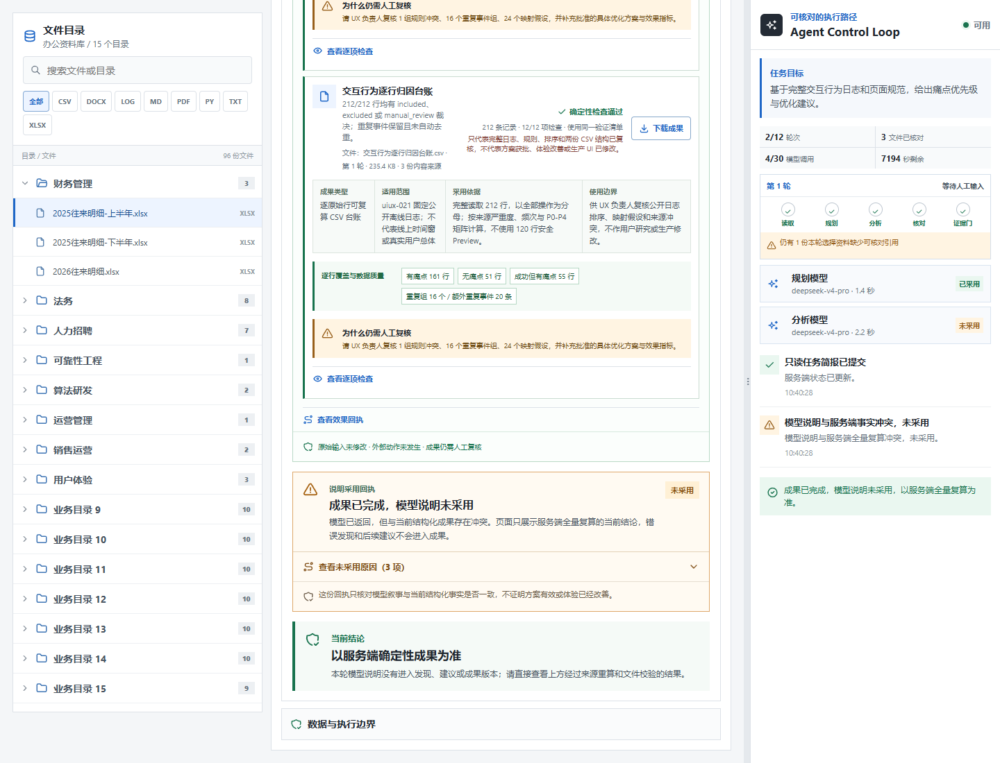 文件目录
办公资料库 / 15 个目录
搜索文件或目录
全部
CSV
DOCX
LOG
MD
PDF
PY
TXT
XLSX
目录 / 文件
96 份文件
财务管理
3
2025往来明细-上半年.xlsx
XLSX
2025往来明细-下半年.xlsx
XLSX
2026往来明细.xlsx
XLSX
法务
8
人力招聘
7
可靠性工程
1
算法研发
2
运营管理
1
销售运营
2
用户体验
3
业务目录 9
10
业务目录 10
10
业务目录 11
10
业务目录 12
10
业务目录 13
10
业务目录 14
10
业务目录 15
9
为什么仍需人工复核
请 UX 负责人复核 1 组规则冲突、16 个重复事件组、24 个映射假设，并补充批准的具体优化方案与效果指标。
查看逐项检查
交互行为逐行归因台账
212/212 行均有 included、
excluded 或 manual_review 裁
决；重复事件保留且未自动去
重。
文件：交互行为逐行归因台账.csv ·
第 1 轮 · 235.4 KB · 3 份内容来源
确定性检查通过
212 条记录 · 12/12 项检查 · 使用同一验证清单
只代表完整日志、规则、排序和两份 CSV 结构已复
核，不代表方案获批、体验改善或生产 UI 已修改。
下载成果
成果类型
逐原始行可复
算 CSV 台账
适用范围
uiux-021 固定公
开离线日志；不
代表线上时间窗
或真实用户总体
采用依据
完整读取 212 行，以全部操作为分
母；按来源严重度、频次与 P0-P4
矩阵计算，不使用 120 行安全
Preview。
使用边界
供 UX 负责人复核公开日志
排序、映射假设和来源冲
突，不作用户研究或生产修
改。
逐行覆盖与数据质量
有痛点 161 行
无痛点 51 行
成功但有痛点 55 行
重复组 16 个 / 额外重复事件 20 条
为什么仍需人工复核
请 UX 负责人复核 1 组规则冲突、16 个重复事件组、24 个映射假设，并补充批准的具体优化方案与效果指标。
查看逐项检查
查看效果回执
原始输入未修改 · 外部动作未发生 · 成果仍需人工复核
说明采用回执
成果已完成，模型说明未采用
未采用
模型已返回，但与当前结构化成果存在冲突。页面只展示服务端全量复算的当前结论，错
误发现和后续建议不会进入成果。
查看未采用原因（3 项）
这份回执只核对模型叙事与当前结构化事实是否一致，不证明方案有效或体验已经改善。
当前结论
以服务端确定性成果为准
本轮模型说明没有进入发现、建议或成果版本；请直接查看上方经过来源重算和文件校验的结果。
数据与执行边界
可核对的执行路径
Agent Control Loop
可用
任务目标
基于完整交互行为日志和页面规范，给出痛点优先级
与优化建议。
2/12 轮次
3 文件已核对
4/30 模型调用
7194 秒剩余
第 1 轮
等待人工输入
读取
规划
分析
核对
证据门
仍有 1 份本轮选择资料缺少可核对引用
规划模型
deepseek-v4-pro · 1.4 秒
已采用
分析模型
deepseek-v4-pro · 2.2 秒
未采用
只读任务简报已提交
服务端状态已更新。
10:40:28
模型说明与服务端事实冲突，未采用
模型说明与服务端全量复算冲突，未采用。
10:40:28
成果已完成，模型说明未采用，以服务端全量复算为
准。